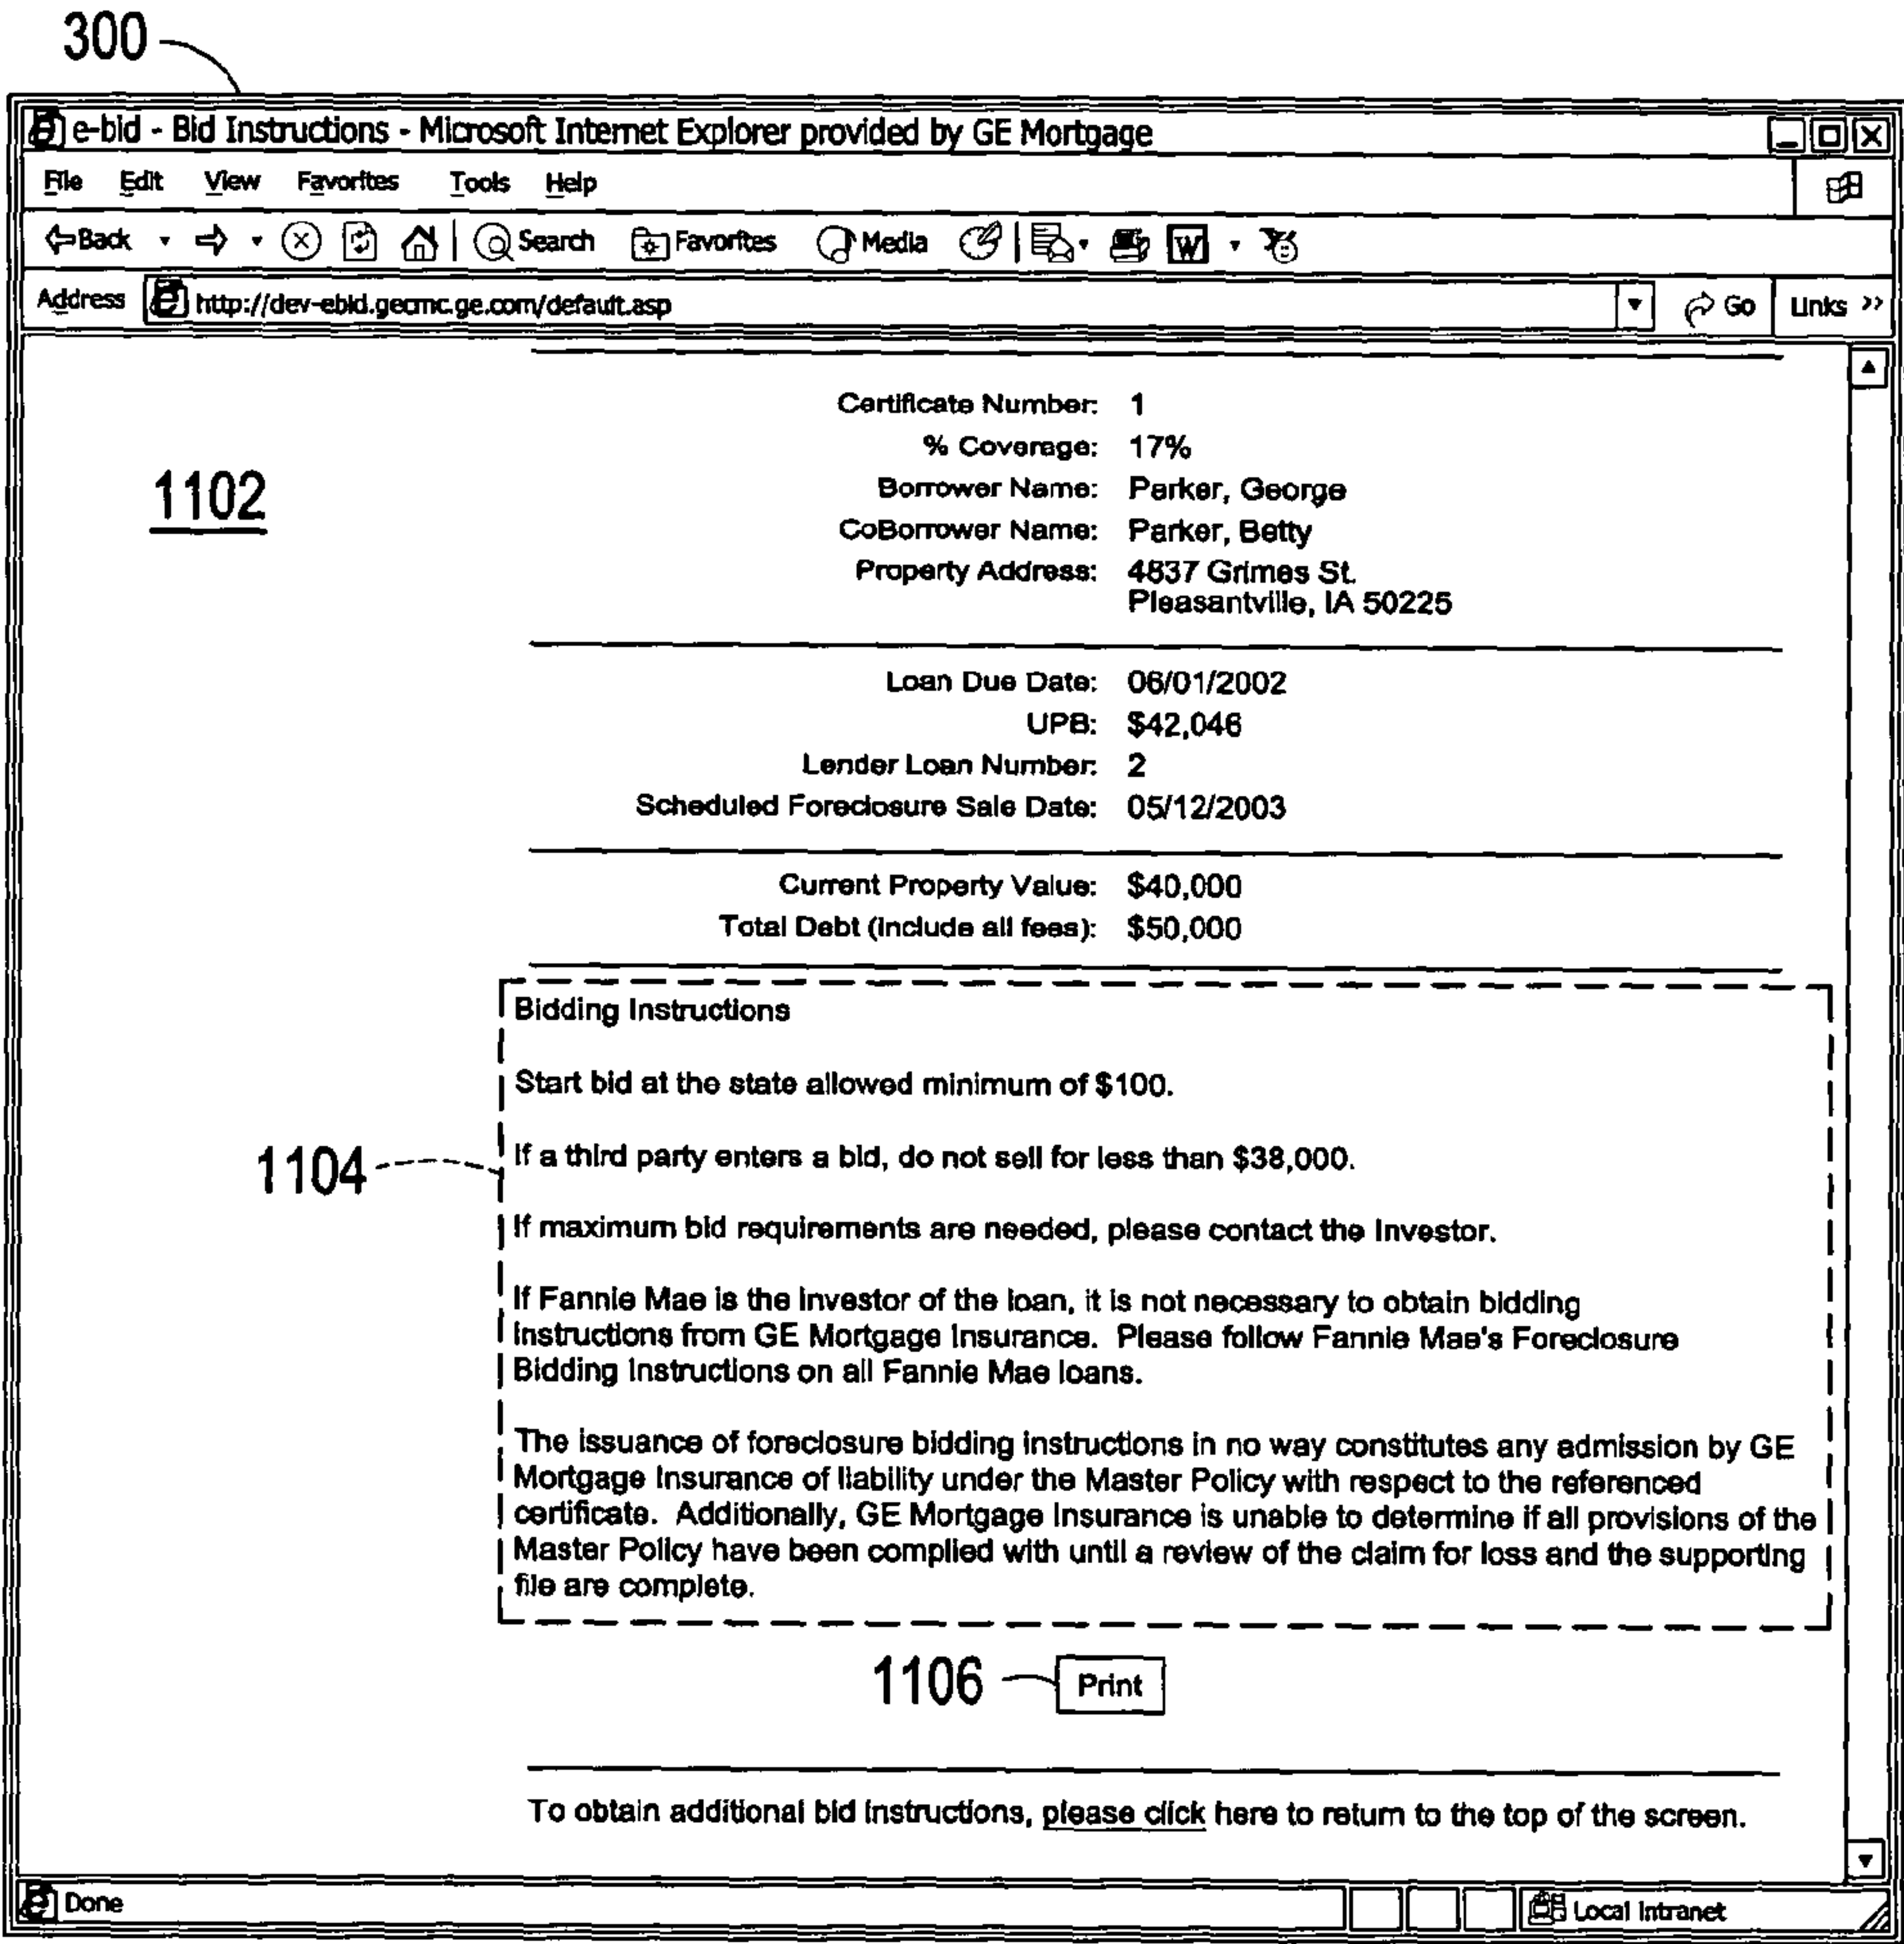 300
e-bid - Bid Instructions - Microsoft Internet Explorer provided by GE Mortgage
File Edit View Favorites Tools Help
Back Search Favorites Media W
Address http://dev-ebid.gecmc.ge.com/default.asp Go Links »
Certificate Number: 1
% Coverage: 17%
1102
Borrower Name: Parker, George
CoBorrower Name: Parker, Betty
Property Address: 4837 Grimes St.
Pleasantville, IA 50225
Loan Due Date: 06/01/2002
UPB: $42,046
Lender Loan Number: 2
Scheduled Foreclosure Sale Date: 05/12/2003
Current Property Value: $40,000
Total Debt (include all fees): $50,000
Bidding Instructions
Start bid at the state allowed minimum of $100.
1104
If a third party enters a bid, do not sell for less than $38,000.
If maximum bid requirements are needed, please contact the Investor.
If Fannie Mae is the investor of the loan, it is not necessary to obtain bidding
instructions from GE Mortgage Insurance. Please follow Fannie Mae's Foreclosure
Bidding Instructions on all Fannie Mae loans.
The issuance of foreclosure bidding instructions in no way constitutes any admission by GE
Mortgage Insurance of liability under the Master Policy with respect to the referenced
certificate. Additionally, GE Mortgage Insurance is unable to determine if all provisions of the
Master Policy have been complied with until a review of the claim for loss and the supporting
file are complete.
1106 Print
To obtain additional bid instructions, please click here to return to the top of the screen.
Done Local intranet